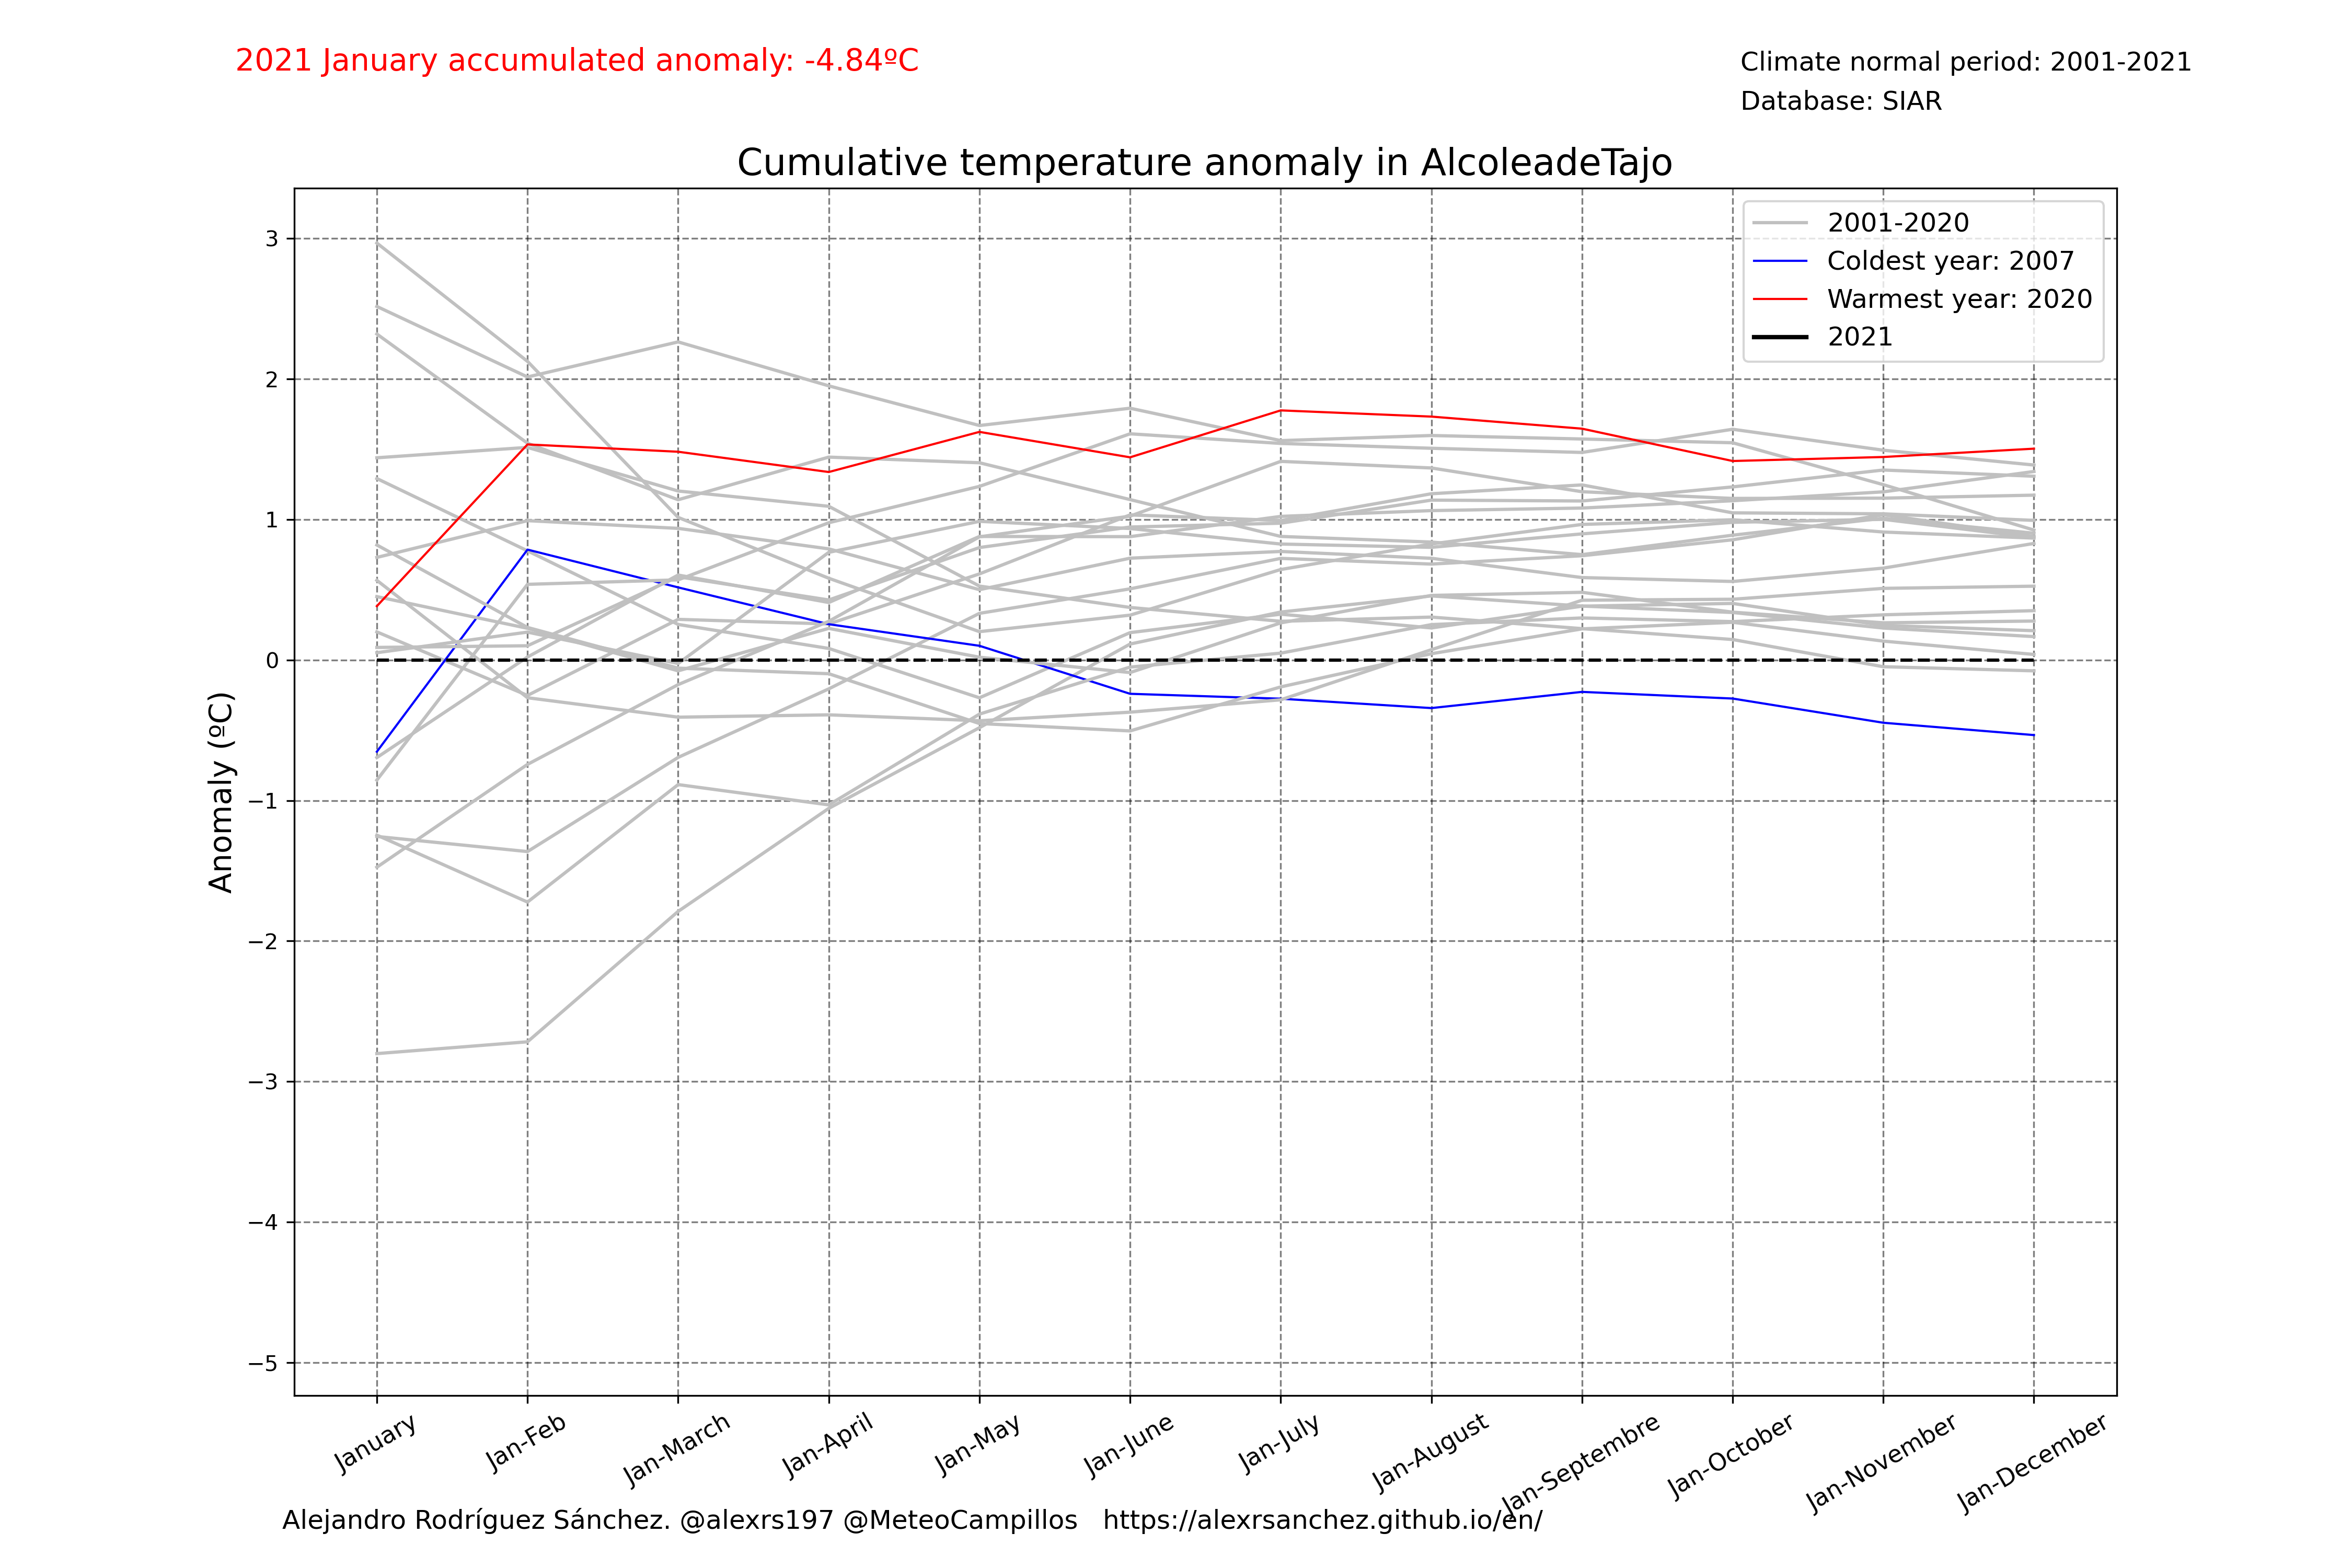 2021 January accumulated anomaly: -4.84ºC
Climate normal period: 2001-2021
Database: SIAR
Cumulative temperature anomaly in AlcoleadeTajo
2001-2020
Coldest year: 2007
Warmest year: 2020
2021
Anomaly (ºC)
3
2
1
0
−1
−2
−3
−4
−5
January
Jan-Feb
Jan-March
Jan-April
Jan-May
Jan-June
Jan-July
Jan-August
Jan-Septembre
Jan-October
Jan-November
Jan-December
Alejandro Rodríguez Sánchez. @alexrs197 @MeteoCampillos   https://alexrsanchez.github.io/en/